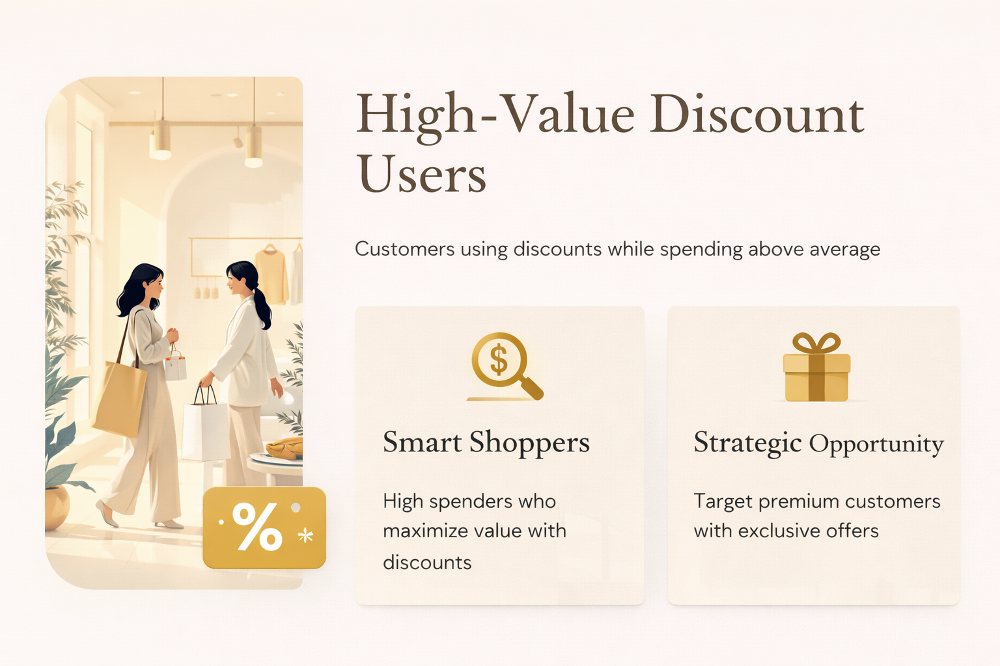 High-Value Discount
Users
Customers using discounts while spending above average
$
Smart Shoppers
High spenders who
maximize value with
discounts
Strategic Opportunity
Target premium customers
with exclusive offers
%